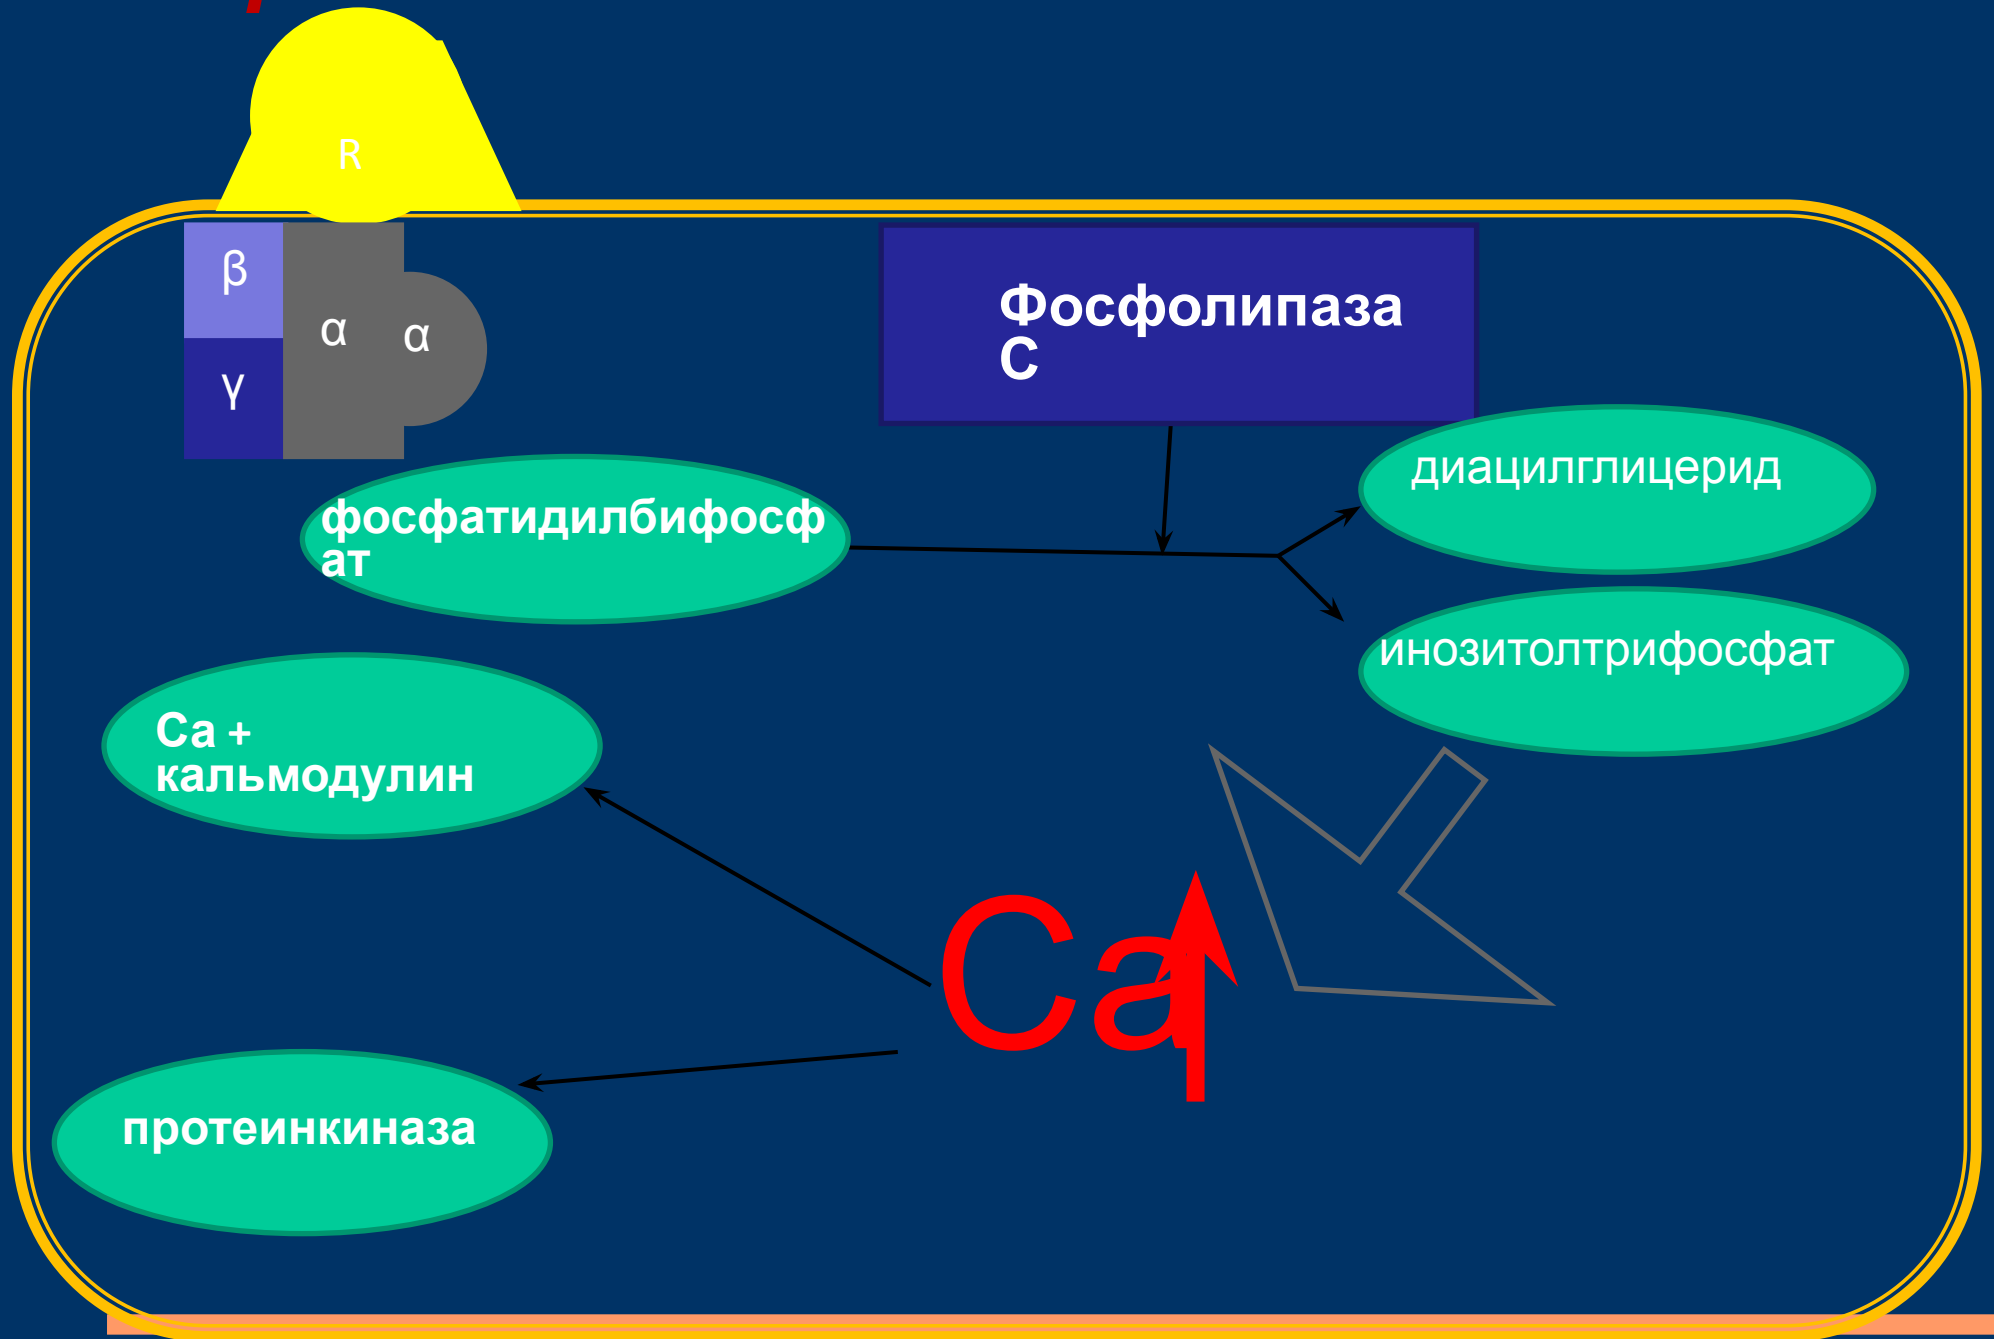 R
β
α
α
γ
Фосфолипаза
С
диацилглицерид
фосфатидилбифосф
ат
инозитолтрифосфат
Са +
кальмодулин
Са
протеинкиназа